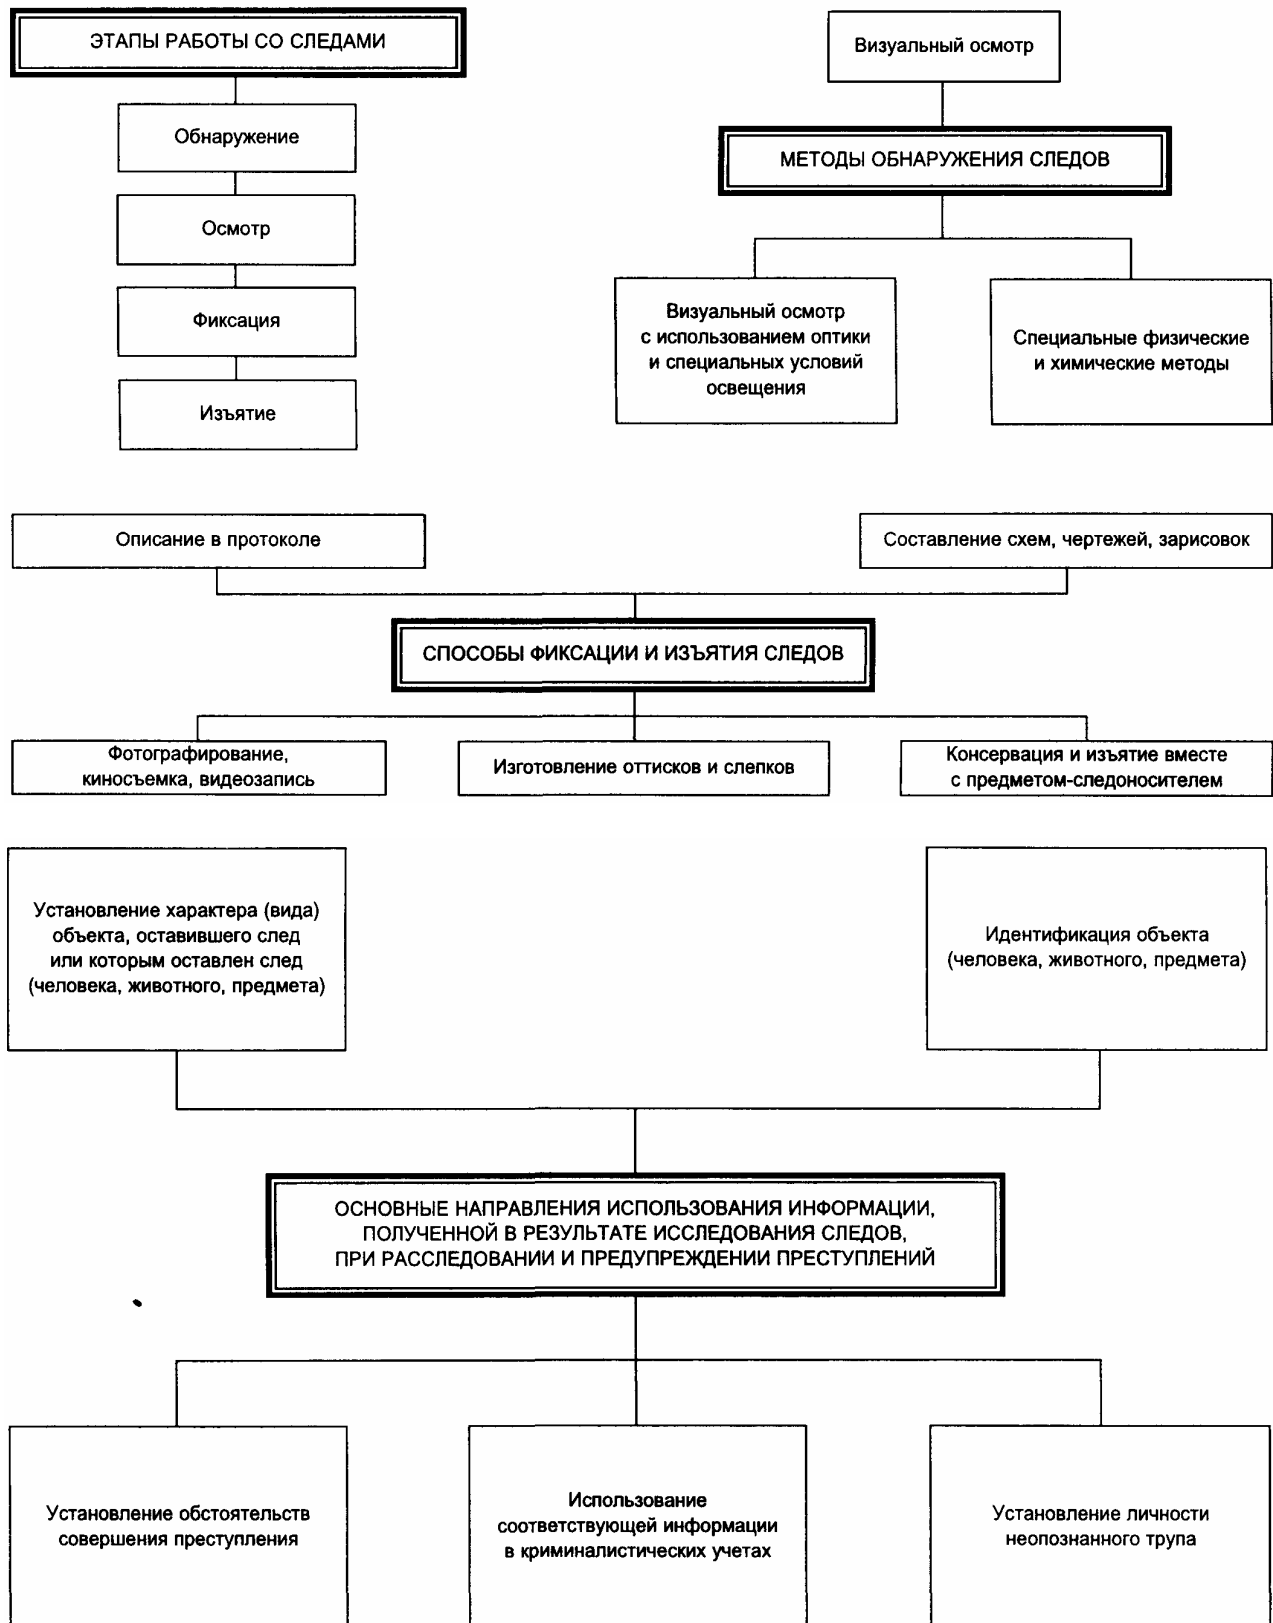 ЭТАПЫ РАБОТЫ СО СЛЕДАМИ
Обнаружение
Осмотр
Фиксация
Изъятие
Визуальный осмотр
МЕТОДЫ ОБНАРУЖЕНИЯ СЛЕДОВ
Визуальный осмотр
с использованием оптики
и специальных условий
освещения
Специальные физические
и химические методы
Описание в протоколе
Составление схем, чертежей, зарисовок
СПОСОБЫ ФИКСАЦИИ И ИЗЪЯТИЯ СЛЕДОВ
Фотографирование,
киносъемка, видеозапись
Изготовление оттисков и слепков
Консервация и изъятие вместе
с предметом-следоносителем
Установление характера (вида)
объекта, оставившего след
или которым оставлен след
(человека, животного, предмета)
Идентификация объекта
(человека, животного, предмета)
ОСНОВНЫЕ НАПРАВЛЕНИЯ ИСПОЛЬЗОВАНИЯ ИНФОРМАЦИИ,
ПОЛУЧЕННОЙ В РЕЗУЛЬТАТЕ ИССЛЕДОВАНИЯ СЛЕДОВ,
ПРИ РАССЛЕДОВАНИИ И ПРЕДУПРЕЖДЕНИИ ПРЕСТУПЛЕНИЙ
Установление обстоятельств
совершения преступления
Использование
соответствующей информации
в криминалистических учетах
Установление личности
неопознанного трупа